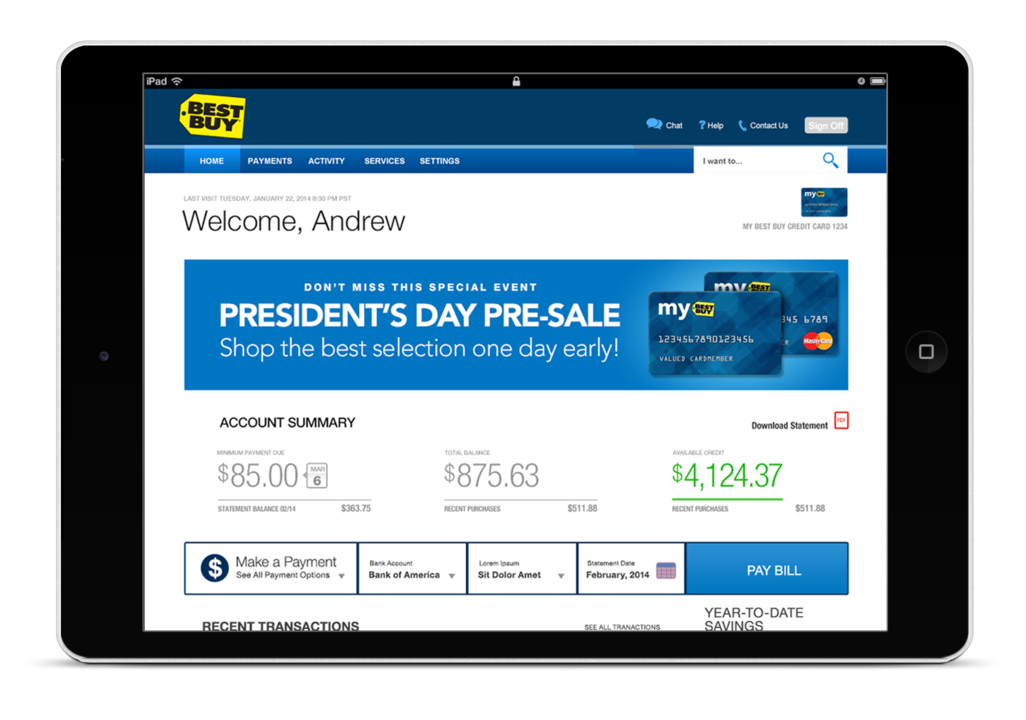 iPad
BEST
BUY
Chat
? Help
Contact Us
Sign Off
HOME
PAYMENTS
ACTIVITY
SERVICES
SETTINGS
I want to...
LAST VISIT TUESDAY, JANUARY 22, 2014 8:30 PM PST
Welcome, Andrew
my
MY BEST BUY CREDIT CARD 1234
DON'T MISS THIS SPECIAL EVENT
PRESIDENT'S DAY PRE-SALE
Shop the best selection one day early!
my BEST BUY
345 6789
MasterCard
my BEST BUY
1234567890123456
VALUED CARDMEMBER
ACCOUNT SUMMARY
Download Statement
PDF
MINIMUM PAYMENT DUE
$85.00
MAR
6
STATEMENT BALANCE 02/14 $363.75
TOTAL BALANCE
$875.63
RECENT PURCHASES $511.88
AVAILABLE CREDIT
$4,124.37
RECENT PURCHASES $511.88
$
Make a Payment
See All Payment Options
Bank Account
Bank of America
Lorem Ipsum
Sit Dolor Amet
Statement Date
February, 2014
PAY BILL
RECENT TRANSACTIONS
SEE ALL TRANACTIONS
YEAR-TO-DATE
SAVINGS